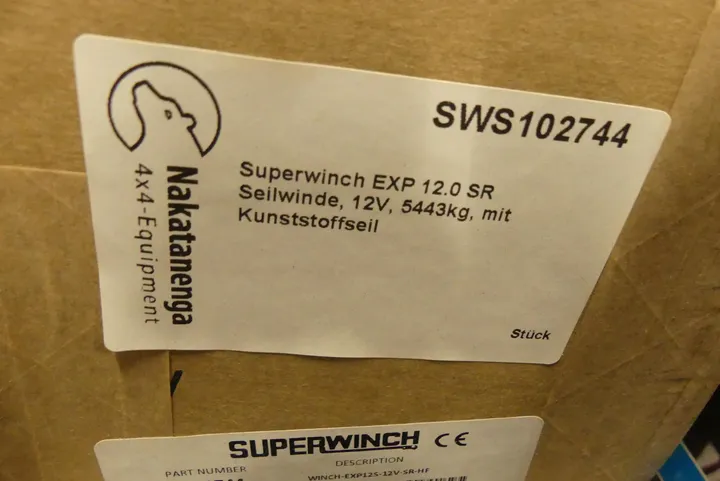 SWS102744
Superwinch EXP 12.0 SR
Seilwinde, 12V, 5443kg, mit
Kunststoffseil
Nakatanenga
4x4-Equipment
Stück
SUPERWINCH CE
PART NUMBER DESCRIPTION
WINCH-EXP12S-12V-SR-HF